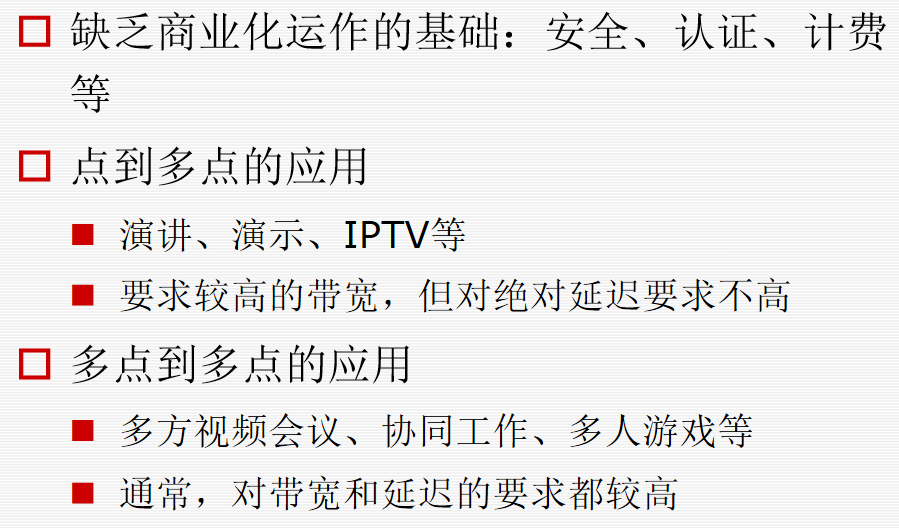 缺乏商业化运作的基础：安全、认证、计费
等
点到多点的应用
演讲、演示、IPTV等
要求较高的带宽，但对绝对延迟要求不高
多点到多点的应用
多方视频会议、协同工作、多人游戏等
通常，对带宽和延迟的要求都较高